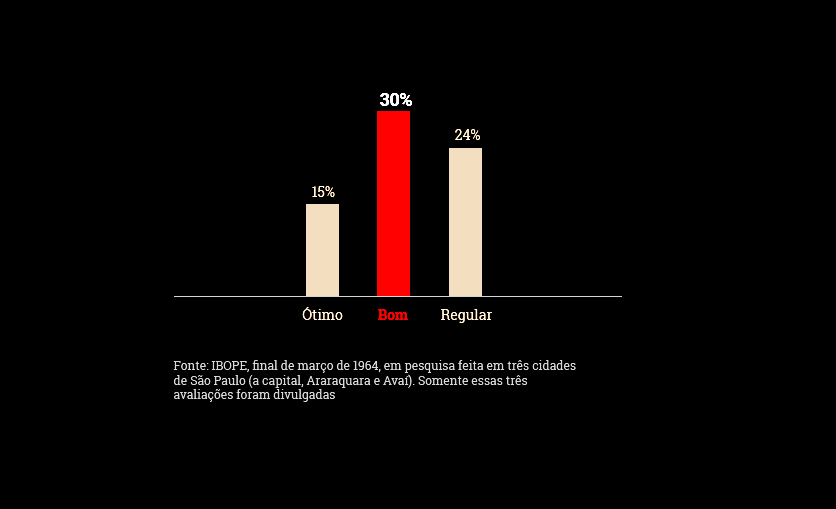 30%
24%
15%
Ótimo Bom Regular
Fonte: IBOPE, final de março de 1964, em pesquisa feita em três cidades
de São Paulo (a capital, Araraquara e Avaí). Somente essas três
avaliações foram divulgadas